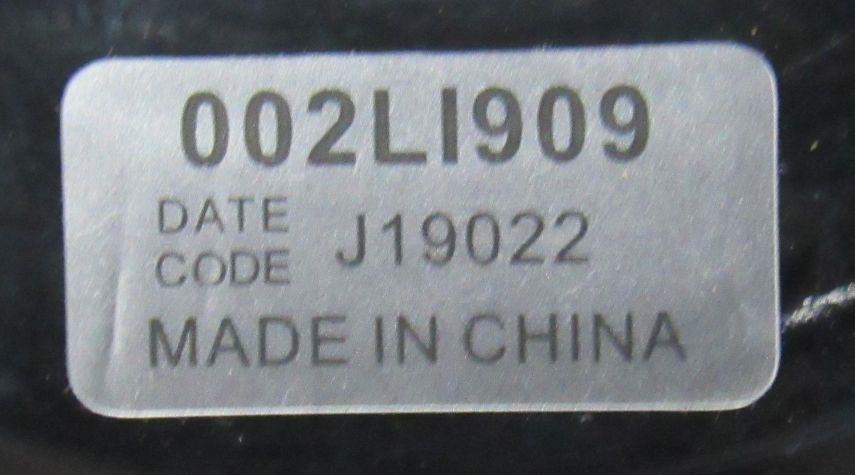 002LI909
DATE
CODE J19022
MADE IN CHINA